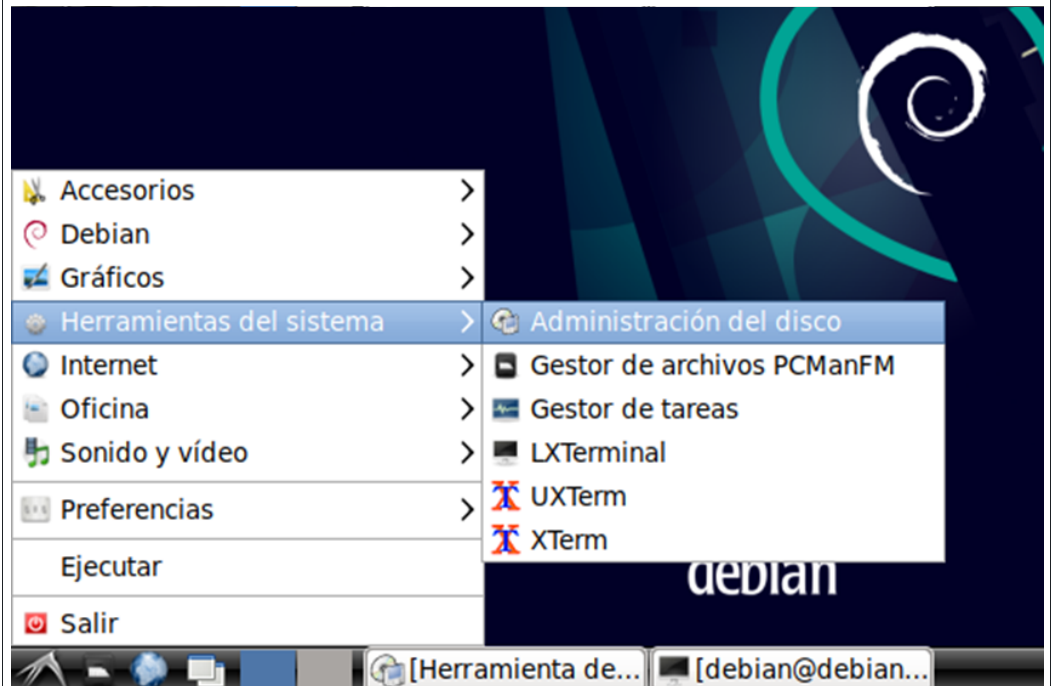 Accesorios
Debian
Gráficos
Herramientas del sistema
Internet
Oficina
Sonido y vídeo
Preferencias
Ejecutar
Salir
Administración del disco
Gestor de archivos PCManFM
Gestor de tareas
LXTerminal
UXTerm
XTerm
debian
[Herramienta de...
[debian@debian...